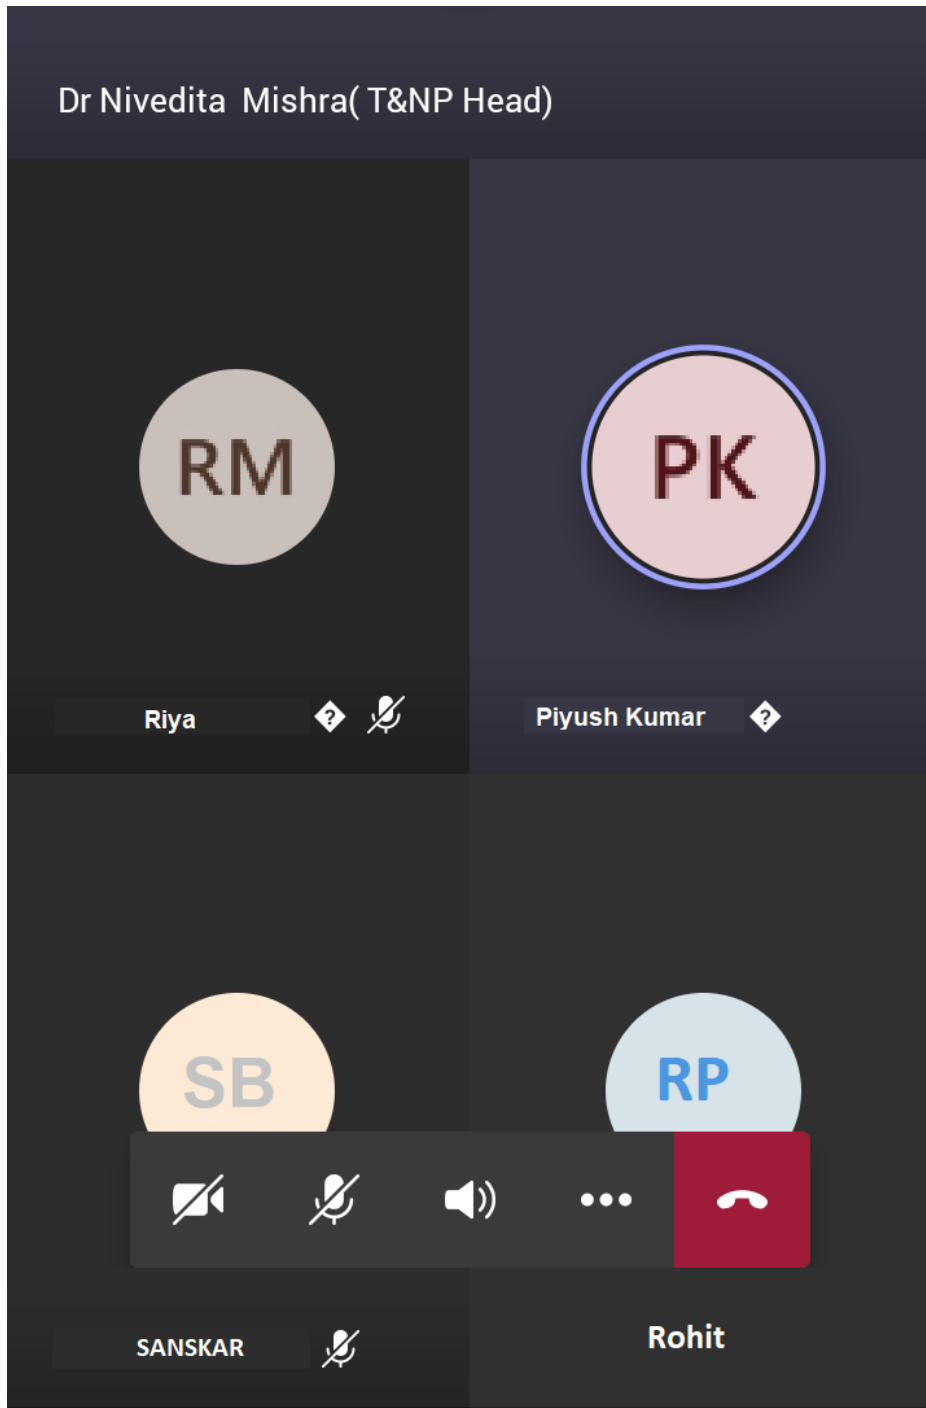 Dr Nivedita  Mishra( T&NP Head)
RM
PK
Riya
?
Piyush Kumar
?
SB
RP
SANSKAR
Rohit